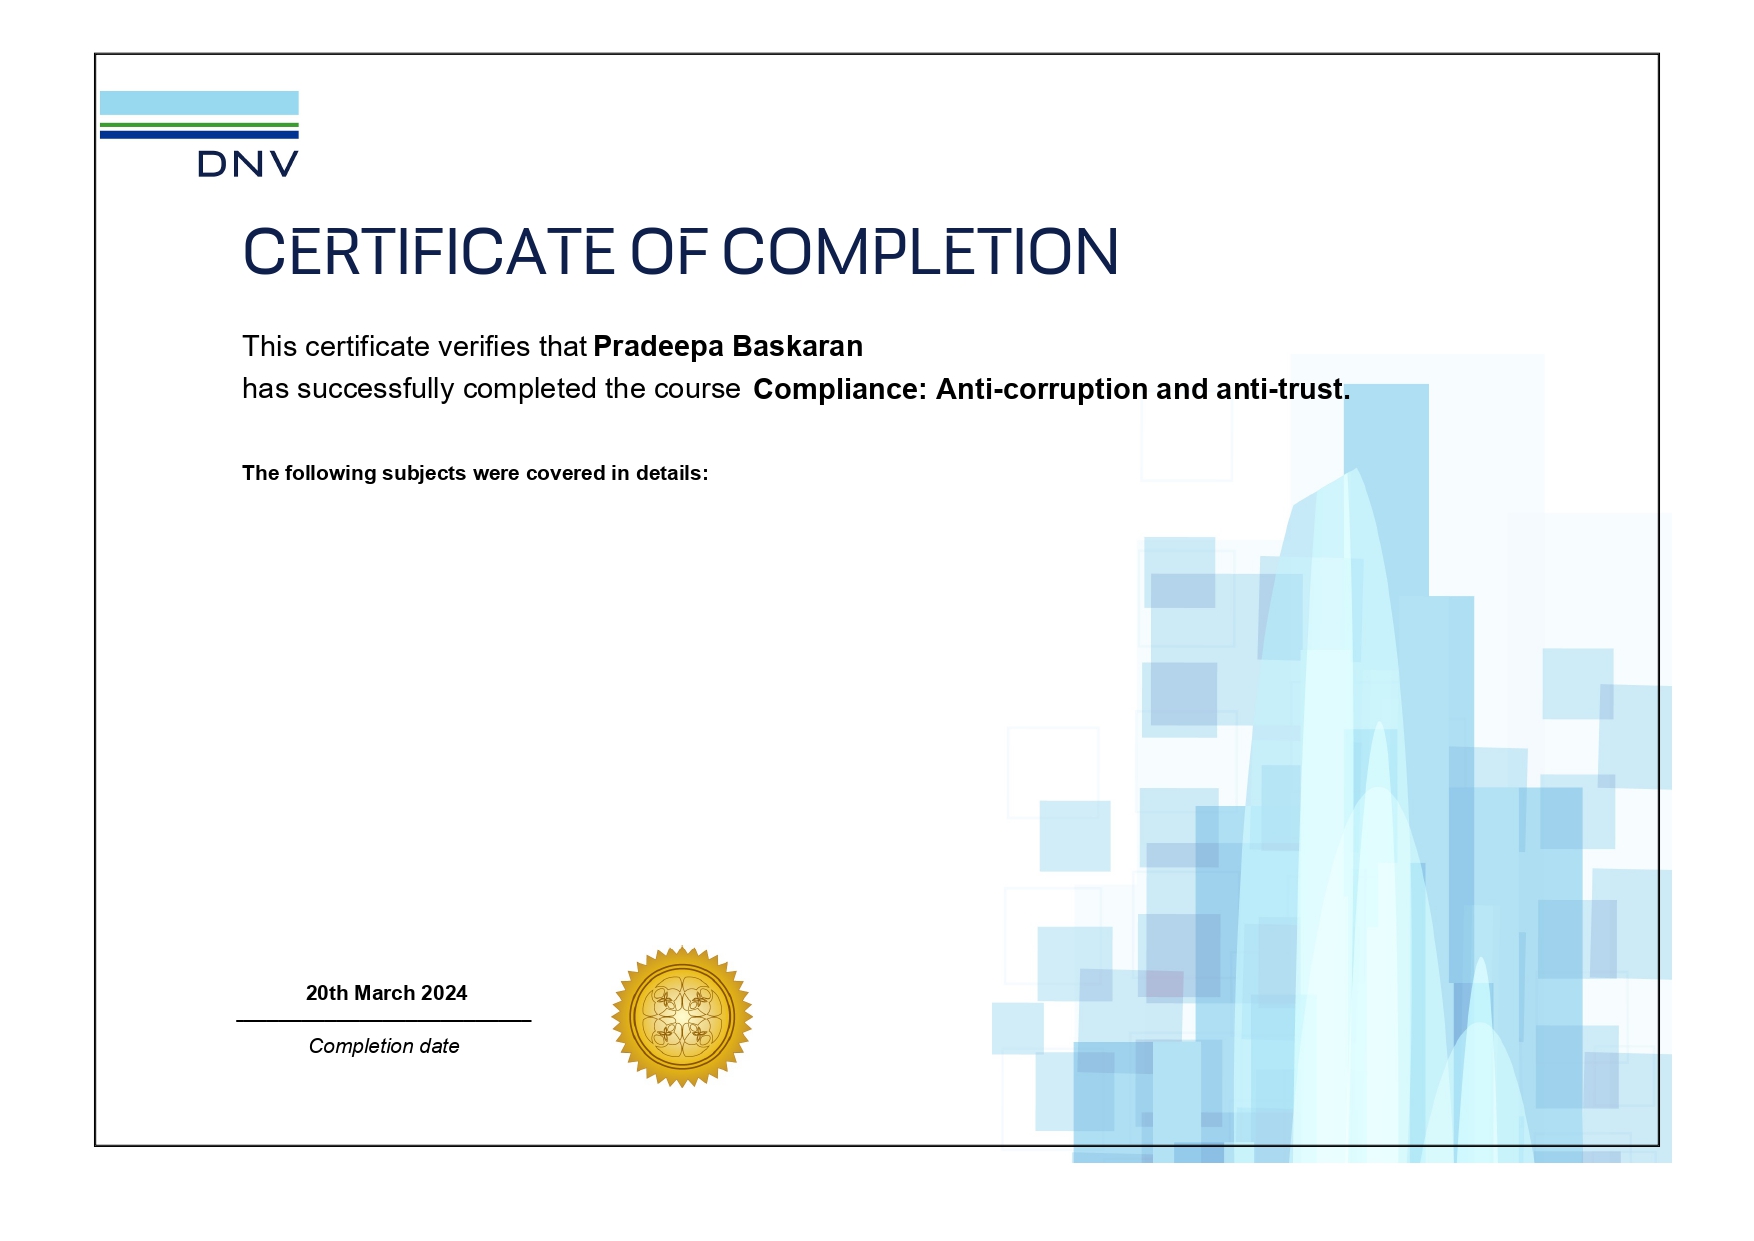 DNV
CERTIFICATE OF COMPLETION
This certificate verifies that Pradeepa Baskaran
has successfully completed the course Compliance: Anti-corruption and anti-trust.
The following subjects were covered in details:
20th March 2024
Completion date